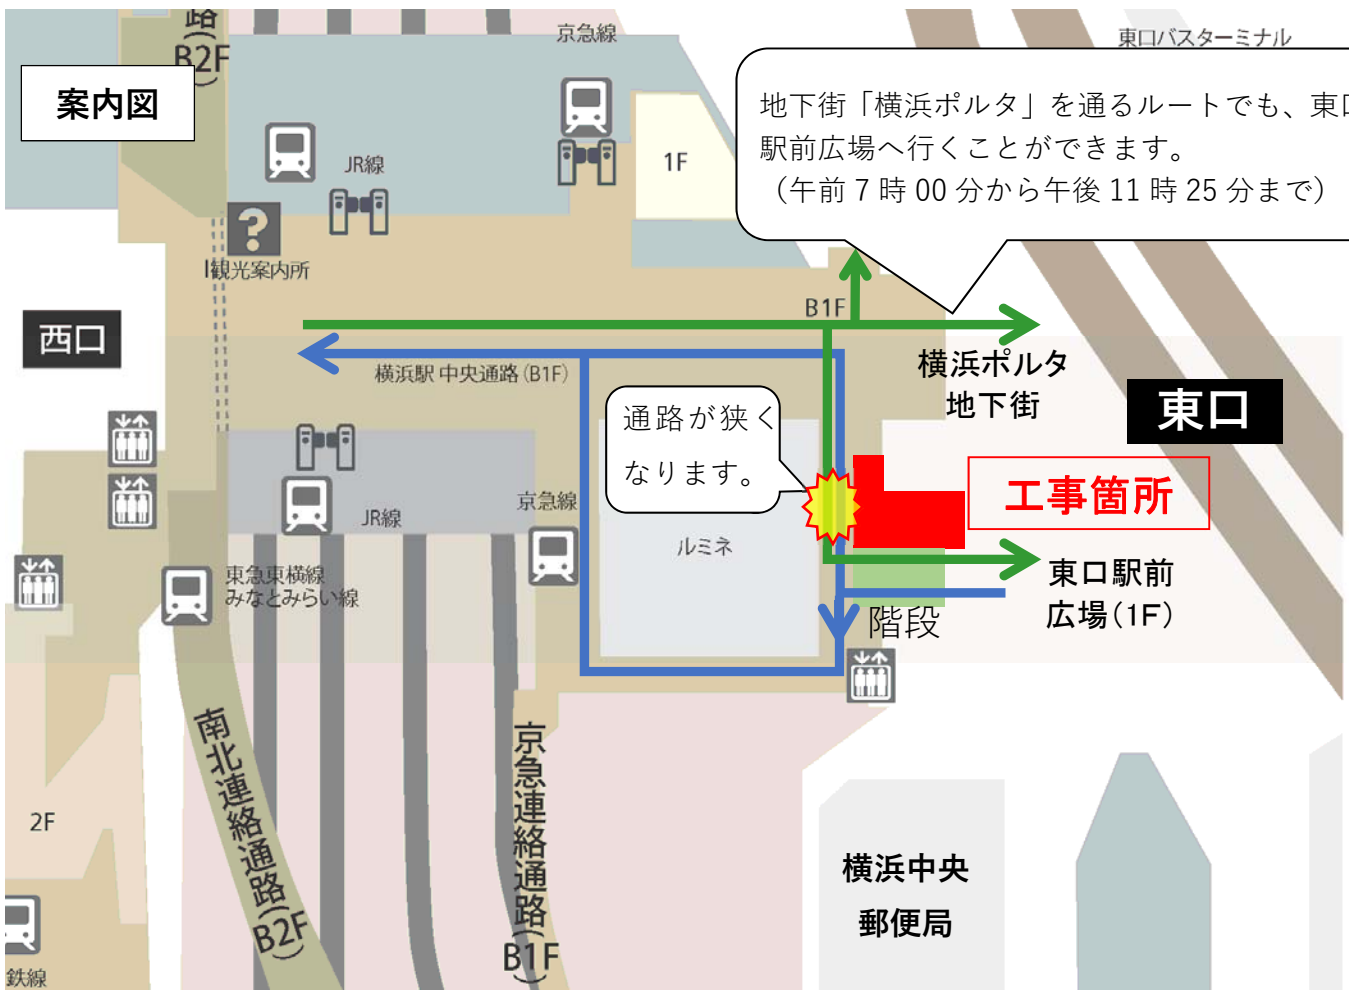 路(B2F)
京急線
東口バスターミナル
案内図
地下街「横浜ポルタ」を通るルートでも、東口
駅前広場へ行くことができます。
（午前７時 00 分から午後 11 時 25 分まで）
JR線
1F
?
観光案内所
B1F
西口
横浜駅 中央通路(B1F)
横浜ポルタ
地下街
東口
通路が狭く
なります。
工事箇所
京急線
JR線
ルミネ
東急東横線
みなとみらい線
東口駅前
広場(1F)
階段
南北連絡通路(B2F)
京急連絡通路(B1F)
2F
横浜中央
郵便局
鉄線